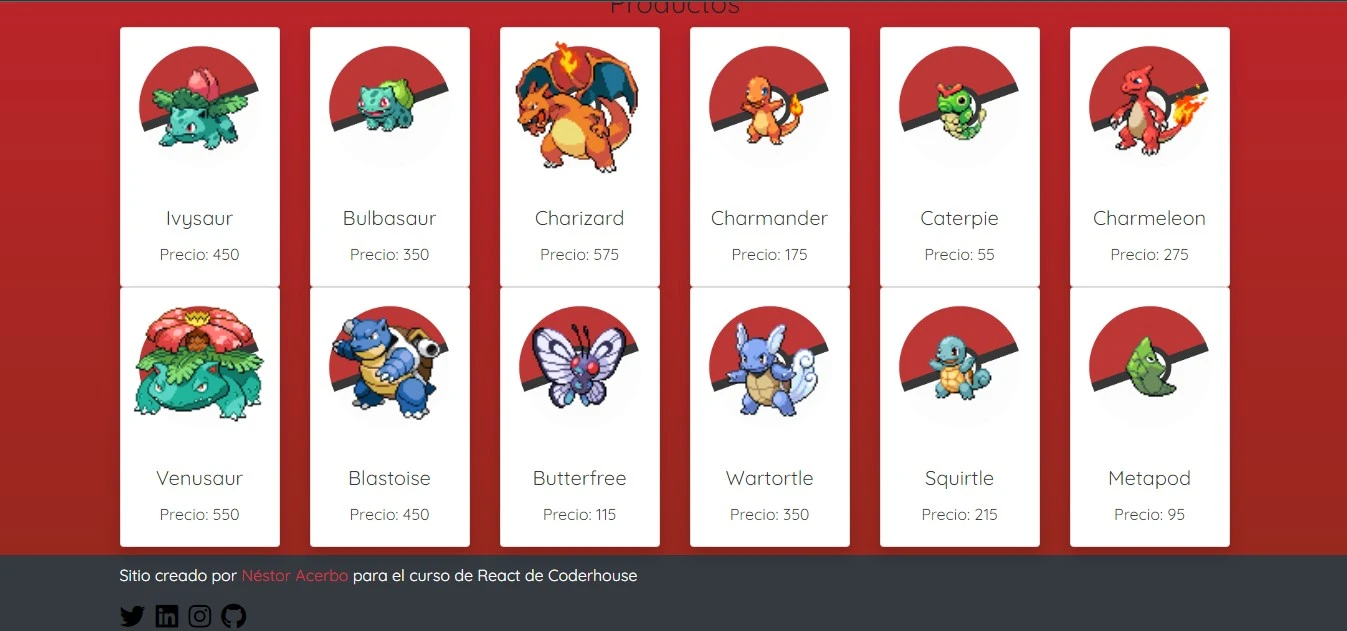 Productos
Ivysaur
Precio: 450
Bulbasaur
Precio: 350
Charizard
Precio: 575
Charmander
Precio: 175
Caterpie
Precio: 55
Charmeleon
Precio: 275
Venusaur
Precio: 550
Blastoise
Precio: 450
Butterfree
Precio: 115
Wartortle
Precio: 350
Squirtle
Precio: 215
Metapod
Precio: 95
Sitio creado por Néstor Acerbo para el curso de React de Coderhouse